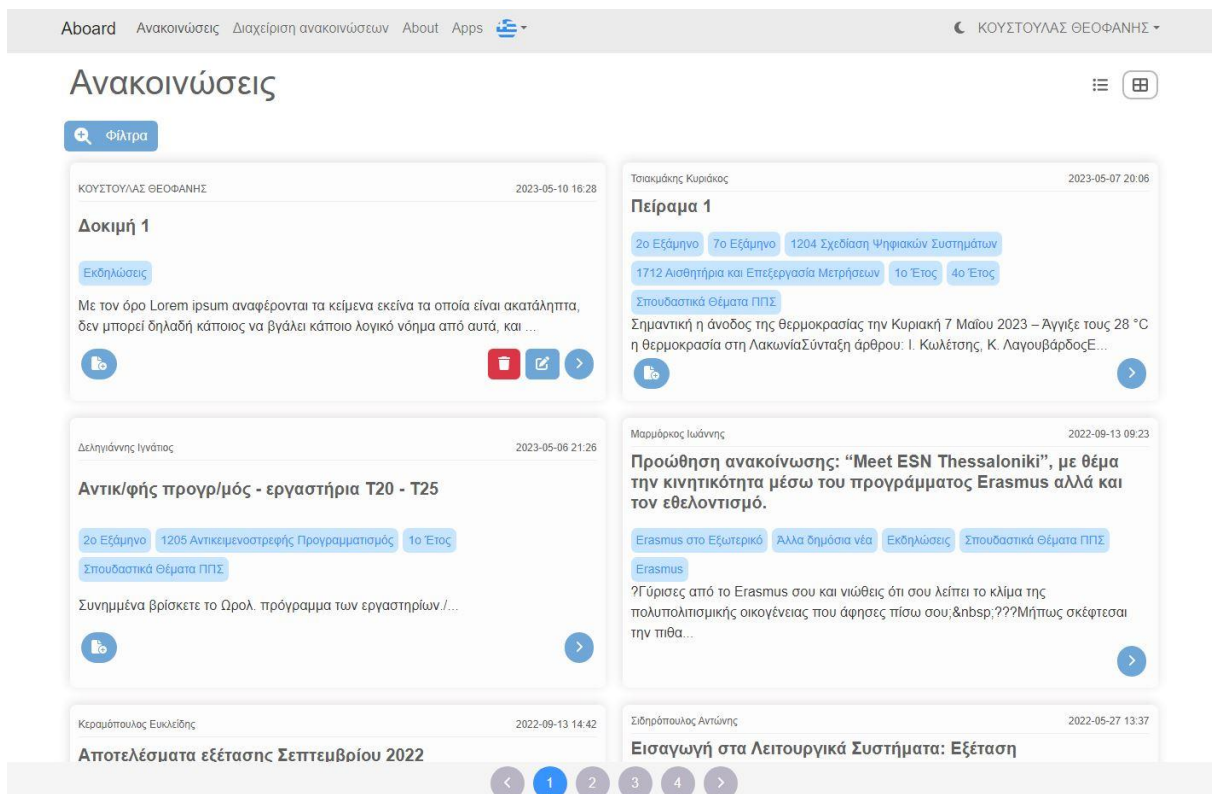 Aboard Ανακοινώσεις Διαχείριση ανακοινώσεων About Apps ΚΟΥΣΤΟΥΛΑΣ ΘΕΟΦΑΝΗΣ
Ανακοινώσεις
Φίλτρα
ΚΟΥΣΤΟΥΛΑΣ ΘΕΟΦΑΝΗΣ 2023-05-10 16:28
Δοκιμή 1
Εκδηλώσεις
Με τον όρο Lorem ipsum αναφέρονται τα κείμενα εκείνα τα οποία είναι ακατάληπτα,
δεν μπορεί δηλαδή κάποιος να βγάλει κάποιο λογικό νόημα από αυτά, και ...
Τσιακμάκης Κυριάκος 2023-05-07 20:06
Πείραμα 1
2ο Εξάμηνο 7ο Εξάμηνο 1204 Σχεδίαση Ψηφιακών Συστημάτων
1712 Αισθητήρια και Επεξεργασία Μετρήσεων 1ο Έτος 4ο Έτος
Σπουδαστικά Θέματα ΠΠΣ
Σημαντική η άνοδος της θερμοκρασίας την Κυριακή 7 Μαΐου 2023 – Άγγιξε τους 28 °C
η θερμοκρασία στη ΛακωνίαΣύνταξη άρθρου: Ι. Κωλέτσης, Κ. ΛαγουβάρδοςΕ...
Δεληγιάννης Ιγνάτιος 2023-05-06 21:26
Αντικ/φής προγρ/μός - εργαστήρια Τ20 - Τ25
2ο Εξάμηνο 1205 Αντικειμενοστρεφής Προγραμματισμός 1ο Έτος
Σπουδαστικά Θέματα ΠΠΣ
Συνημμένα βρίσκετε το Ωρολ. πρόγραμμα των εργαστηρίων./...
Μαρμόρκος Ιωάννης 2022-09-13 09:23
Προώθηση ανακοίνωσης: “Meet ESN Thessaloniki”, με θέμα
την κινητικότητα μέσω του προγράμματος Erasmus αλλά και
τον εθελοντισμό.
Erasmus στο Εξωτερικό Άλλα δημόσια νέα Εκδηλώσεις Σπουδαστικά Θέματα ΠΠΣ
Erasmus
?Γύρισες από το Erasmus σου και νιώθεις ότι σου λείπει το κλίμα της
πολυπολιτισμικής οικογένειας που άφησες πίσω σου;&nbsp;???Μήπως σκέφτεσαι
την πιθα...
Κεραμόπουλος Ευκλείδης 2022-09-13 14:42
Αποτελέσματα εξέτασης Σεπτεμβρίου 2022
Σιδηρόπουλος Αντώνης 2022-05-27 13:37
Εισαγωγή στα Λειτουργικά Συστήματα: Εξέταση
1 2 3 4